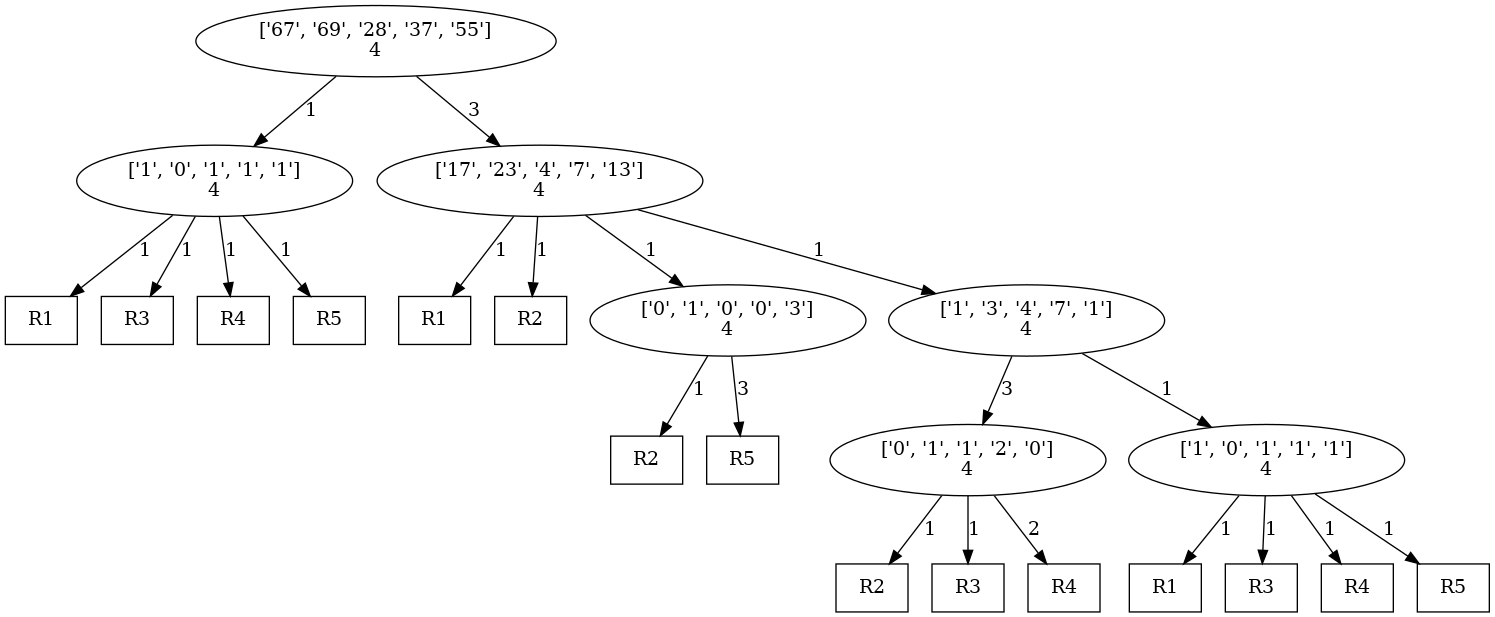 ['67', '69', '28', '37', '55']
4
1
3
['1', '0', '1', '1', '1']
4
['17', '23', '4', '7', '13']
4
1
1
1
1
1
1
1
1
R1
R3
R4
R5
R1
R2
['0', '1', '0', '0', '3']
4
['1', '3', '4', '7', '1']
4
1
3
3
1
R2
R5
['0', '1', '1', '2', '0']
4
['1', '0', '1', '1', '1']
4
1
1
2
1
1
1
1
R2
R3
R4
R1
R3
R4
R5